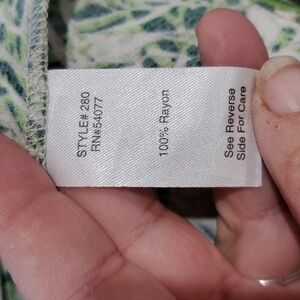 STYLE# 280
RN#54077
100% Rayon
See Reverse
Side For Care